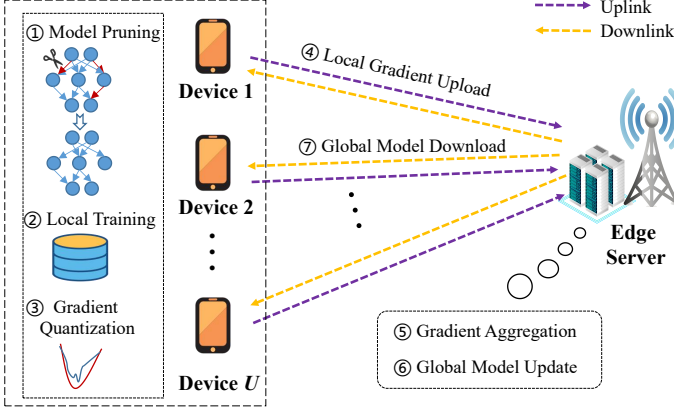 ① Model Pruning
Device 1
Device 2
② Local Training
③ Gradient
Quantization
Device U
④ Local Gradient Upload
⑦ Global Model Download
Uplink
Downlink
Edge
Server
⑤ Gradient Aggregation
⑥ Global Model Update